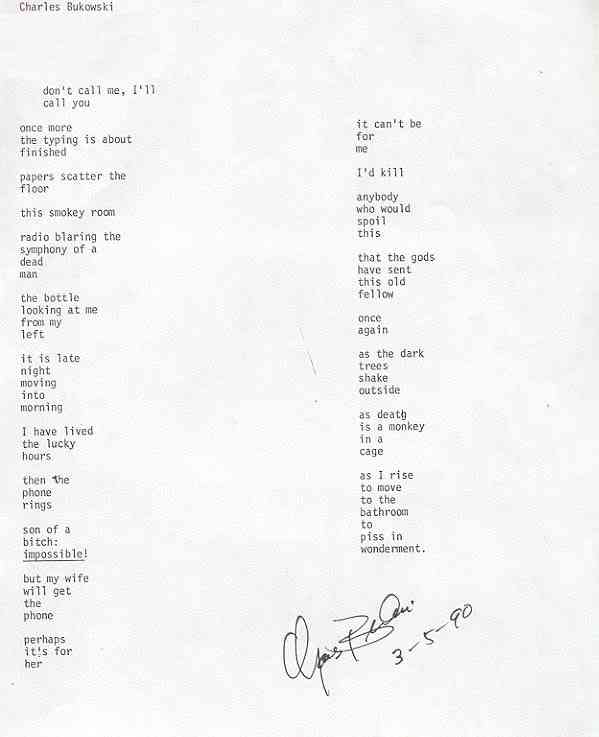 Charles Bukowski
don't call me, I'll
call you
once more
the typing is about
finished
papers scatter the
floor
this smokey room
radio blaring the
symphony of a
dead
man
the bottle
looking at me
from my
left
it is late
night
moving
into
morning
I have lived
the lucky
hours
then the
phone
rings
son of a
bitch:
impossible!
but my wife
will get
the
phone
perhaps
it's for
her
it can't be
for
me
I'd kill
anybody
who would
spoil
this
that the gods
have sent
this old
fellow
once
again
as the dark
trees
shake
outside
as death
is a monkey
in a
cage
as I rise
to move
to the
bathroom
to
piss in
wonderment.
3-5-90